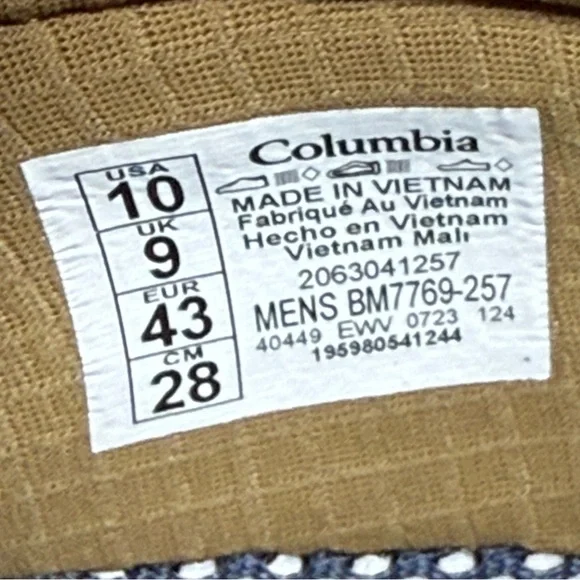 USA
10
UK
9
EUR
43
CM
28
Columbia
MADE IN VIETNAM
Fabriqué Au Vietnam
Hecho en Vietnam
Vietnam Malı
2063041257
MENS BM7769-257
40449 EWV 0723 124
195980541244